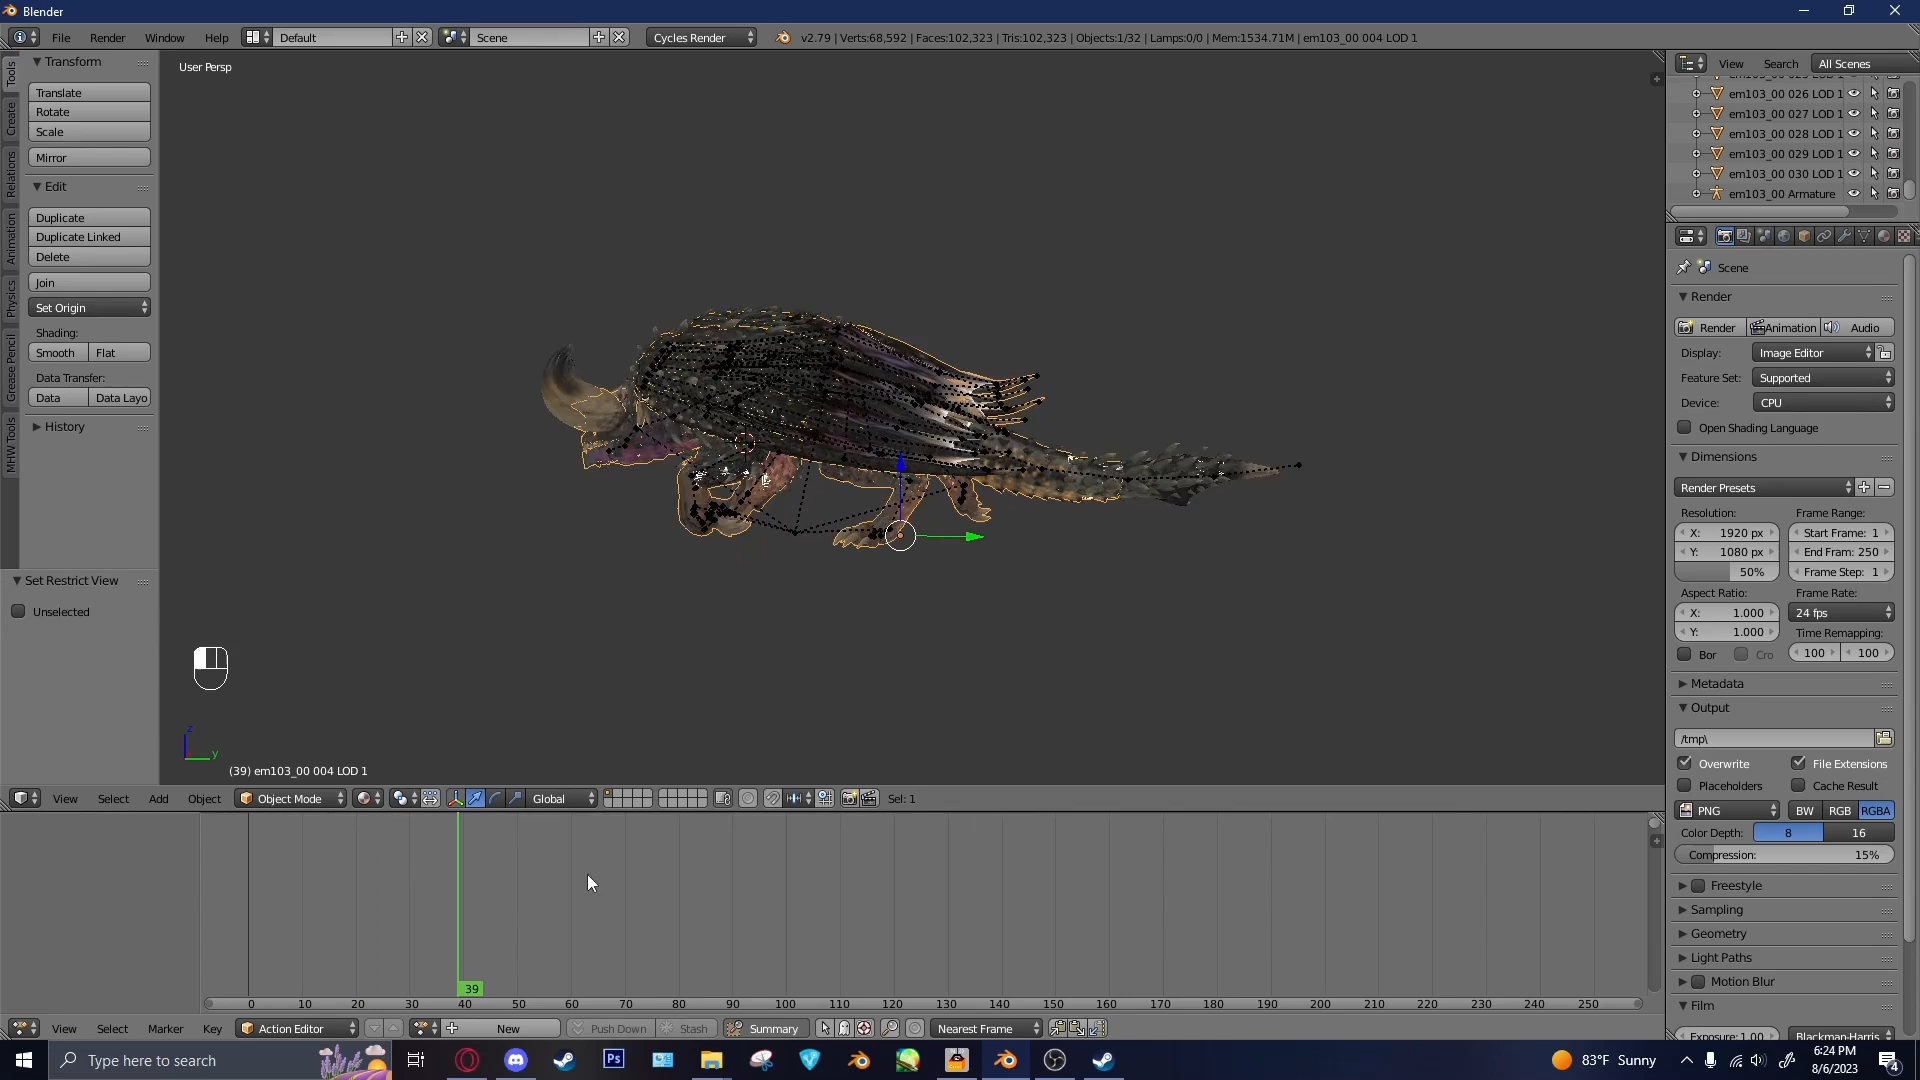 Blender
File Render Window Help Default Scene Cycles Render v2.79 | Verts:68,592 | Faces:102,323 | Tris:102,323 | Objects:1/32 | Lamps:0/0 | Mem:1534.71M | em103_00 004 LOD 1
Tools
Create
Relations
Animation
Physics
Grease Pencil
MHW Tools
Transform
Translate
Rotate
Scale
Mirror
Edit
Duplicate
Duplicate Linked
Delete
Join
Set Origin
Shading:
Smooth Flat
Data Transfer:
Data Data Layo
History
Set Restrict View
Unselected
User Persp
z
y
(39) em103_00 004 LOD 1
View Select Add Object Object Mode Global Sel: 1
39
0 10 20 30 40 50 60 70 80 90 100 110 120 130 140 150 160 170 180 190 200 210 220 230 240 250
View Select Marker Key Action Editor New Push Down Stash Summary Nearest Frame
View Search All Scenes
em103_00 026 LOD 1
em103_00 027 LOD 1
em103_00 028 LOD 1
em103_00 029 LOD 1
em103_00 030 LOD 1
em103_00 Armature
Scene
Render
Render Animation Audio
Display: Image Editor
Feature Set: Supported
Device: CPU
Open Shading Language
Dimensions
Render Presets
Resolution: Frame Range:
X: 1920 px Start Frame: 1
Y: 1080 px End Fram: 250
50% Frame Step: 1
Aspect Ratio: Frame Rate:
X: 1.000 24 fps
Y: 1.000 Time Remapping:
Bor Cro 100 100
Metadata
Output
/tmp\
Overwrite File Extensions
Placeholders Cache Result
PNG BW RGB RGBA
Color Depth: 8 16
Compression: 15%
Freestyle
Sampling
Geometry
Light Paths
Motion Blur
Film
Exposure: 1.00 Blackman-Harris
Type here to search
Ps
83°F Sunny
6:24 PM
8/6/2023
4